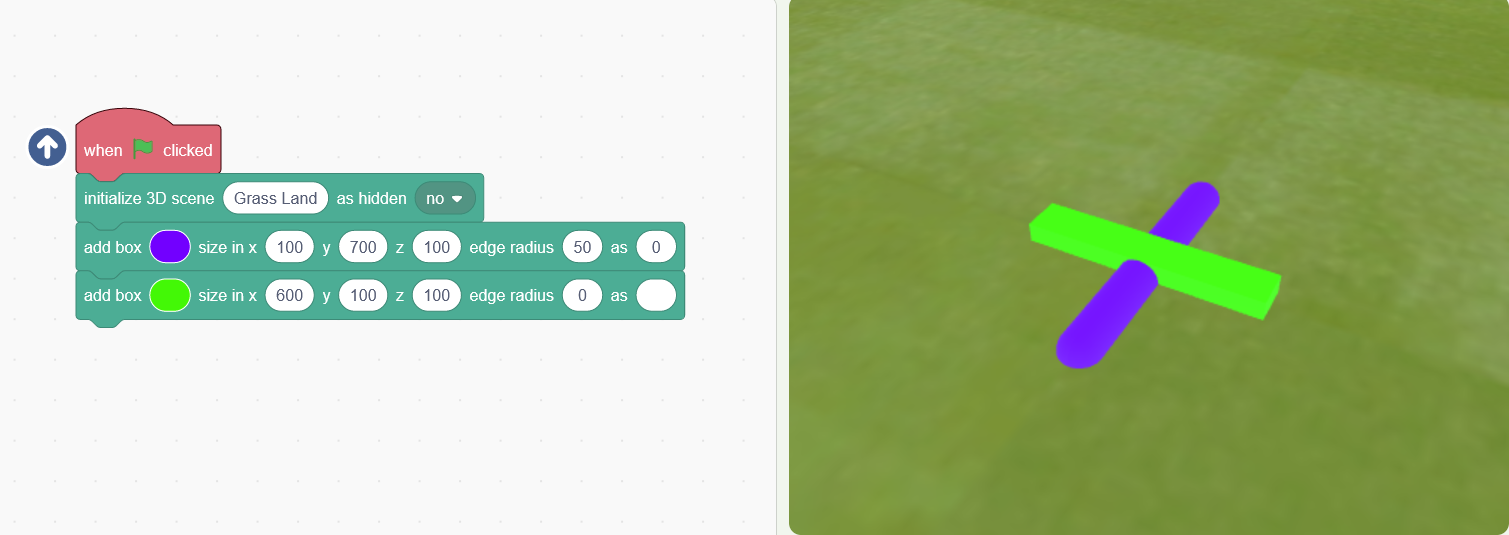 when clicked
initialize 3D scene Grass Land as hidden no
add box size in x 100 y 700 z 100 edge radius 50 as 0
add box size in x 600 y 100 z 100 edge radius 0 as